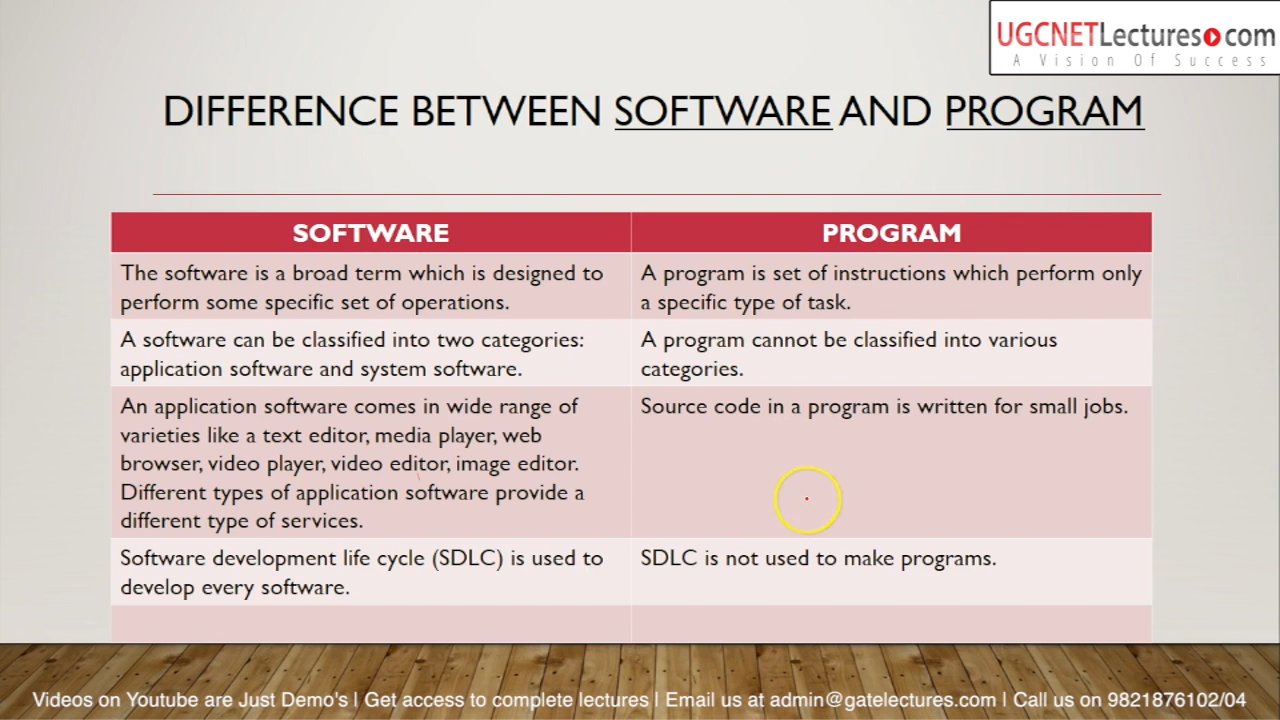 UGCNETLectures.com
A Vision Of Success
DIFFERENCE BETWEEN SOFTWARE AND PROGRAM
SOFTWARE
PROGRAM
The software is a broad term which is designed to
perform some specific set of operations.
A program is set of instructions which perform only
a specific type of task.
A software can be classified into two categories:
application software and system software.
A program cannot be classified into various
categories.
An application software comes in wide range of
varieties like a text editor, media player, web
browser, video player, video editor, image editor.
Different types of application software provide a
different type of services.
Source code in a program is written for small jobs.
Software development life cycle (SDLC) is used to
develop every software.
SDLC is not used to make programs.
Videos on Youtube are Just Demo's | Get access to complete lectures | Email us at admin@gatelectures.com | Call us on 9821876102/04